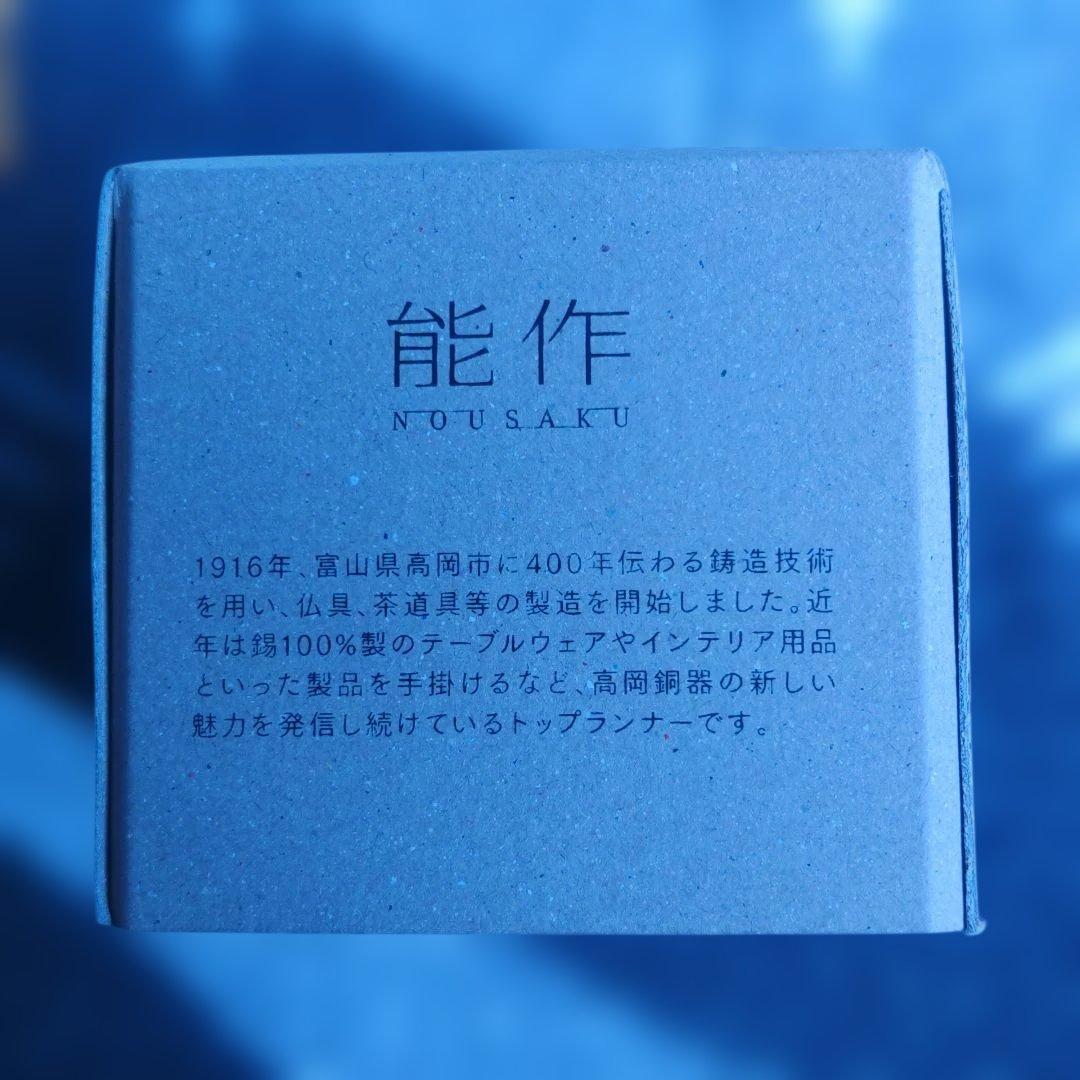 能作
NOUSAKU
1916年、富山県高岡市に400年伝わる鋳造技術
を用い、仏具、茶道具等の製造を開始しました。近
年は錫100%製のテーブルウェアやインテリア用品
といった製品を手掛けるなど、高岡銅器の新しい
魅力を発信し続けているトップランナーです。